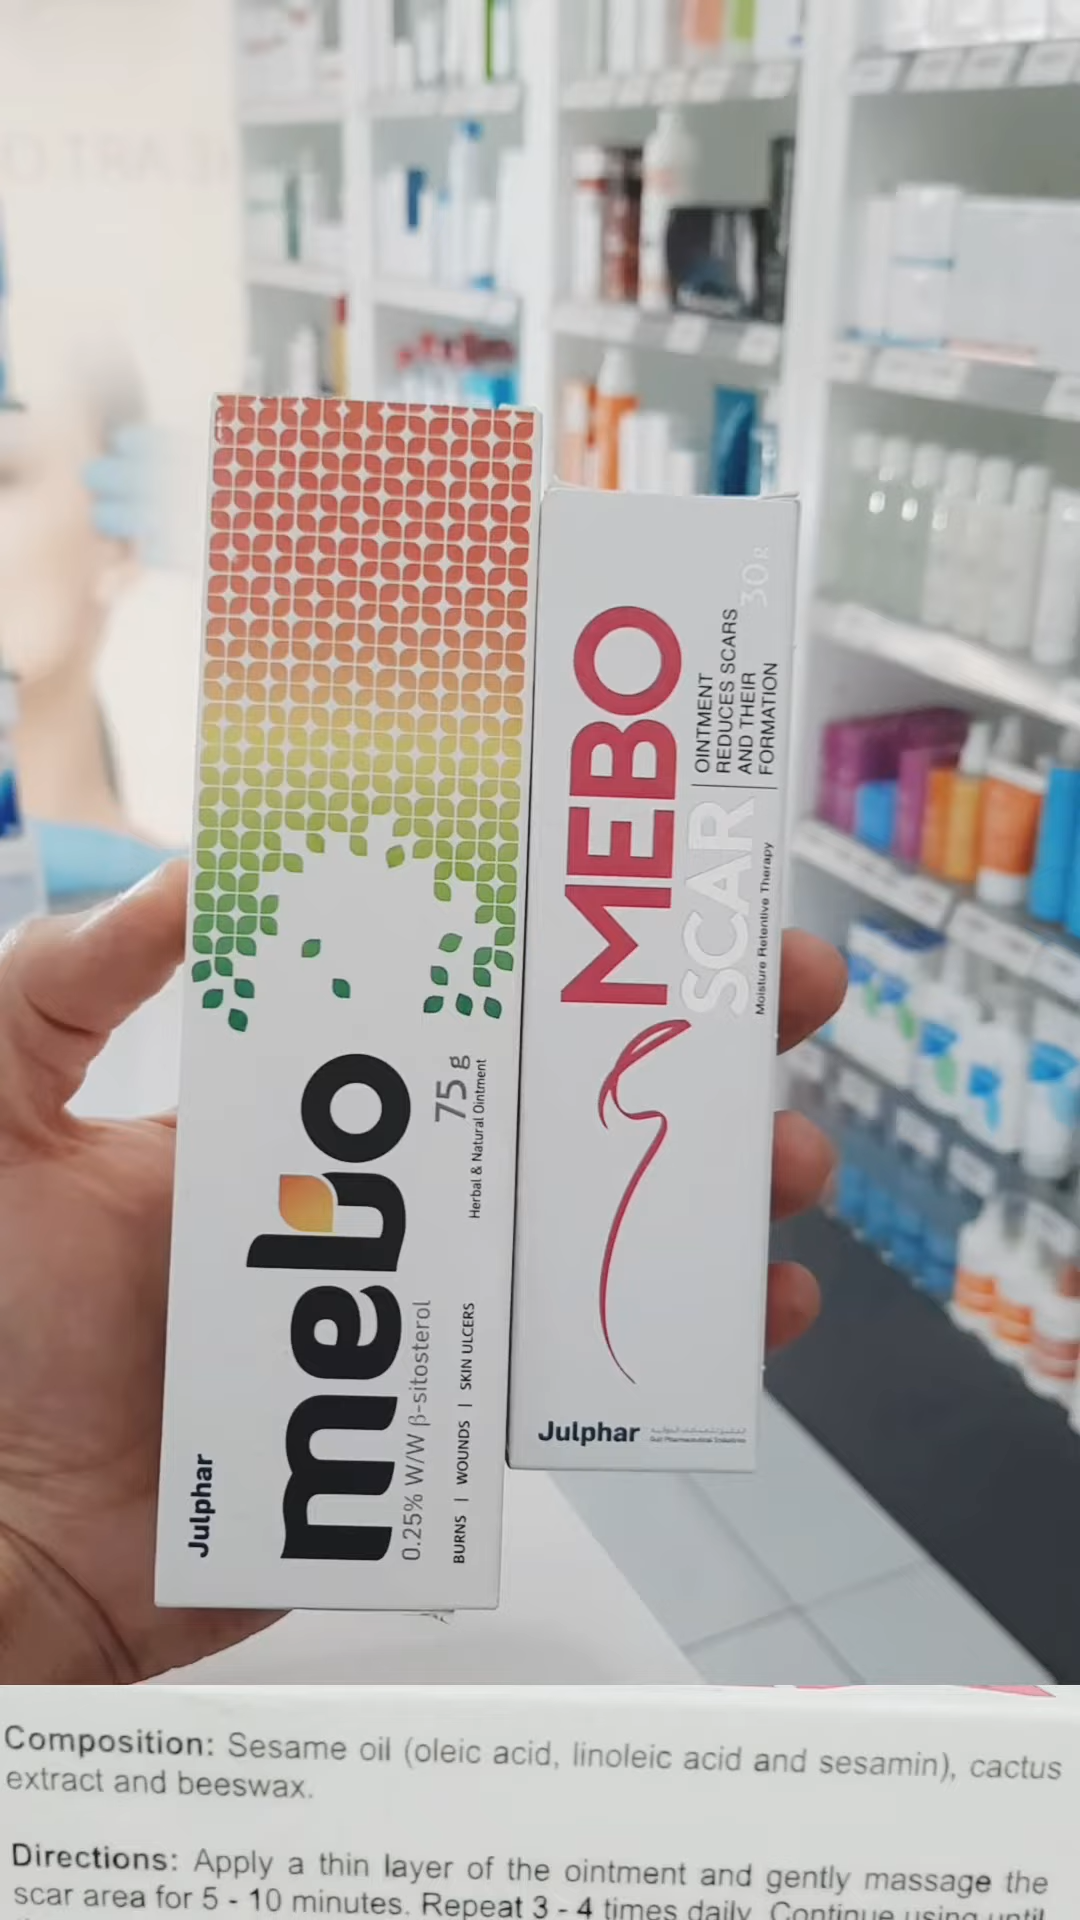 Julphar
mebo
0.25% W/W β-sitosterol
75 g
Herbal & Natural Ointment
BURNS | WOUNDS | SKIN ULCERS
MEBO
SCAR
OINTMENT
REDUCES SCARS
AND THEIR
FORMATION
30g
Moisture Retentive Therapy
Julphar
Gulf Pharmaceutical Industries
Composition: Sesame oil (oleic acid, linoleic acid and sesamin), cactus
extract and beeswax.
Directions: Apply a thin layer of the ointment and gently massage the
scar area for 5 - 10 minutes. Repeat 3 - 4 times daily. Continue using until